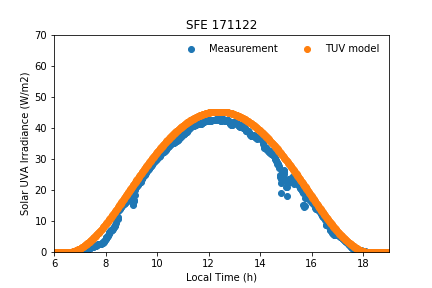 SFE 171122
Measurement
TUV model
70
60
50
40
30
20
10
0
Solar UVA Irradiance (W/m2)
6 8 10 12 14 16 18
Local Time (h)